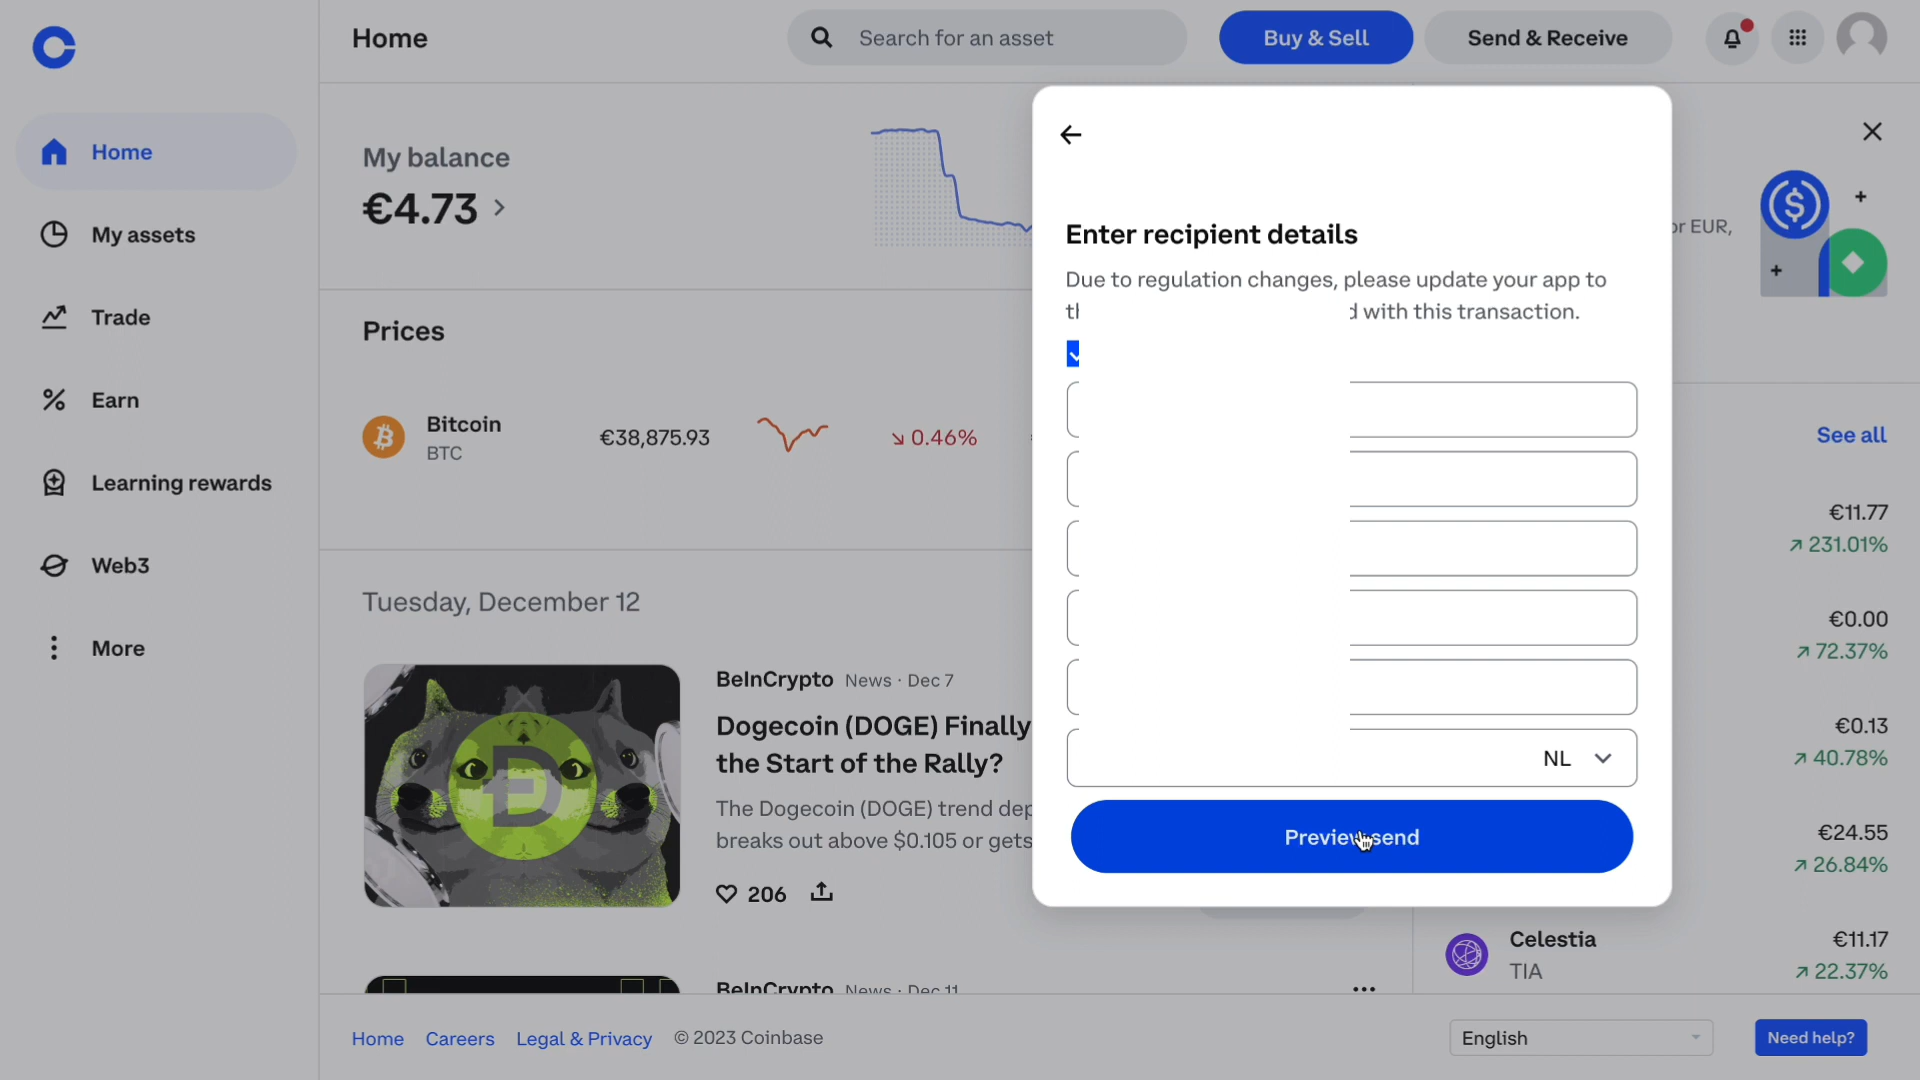 Home
Search for an asset
Buy & Sell
Send & Receive
Home
My assets
Trade
Earn
Learning rewards
Web3
More
My balance
€4.73
Prices
Bitcoin
BTC
€38,875.93
↘ 0.46%
Tuesday, December 12
BeInCrypto News · Dec 7
Dogecoin (DOGE) Finally
the Start of the Rally?
The Dogecoin (DOGE) trend
breaks out above $0.105 or gets
206
BeInCrypto News · Dec 11
Enter recipient details
Due to regulation changes, please update your app to
with this transaction.
NL
Preview send
or EUR,
See all
€11.77
↗ 231.01%
€0.00
↗ 72.37%
€0.13
↗ 40.78%
€24.55
↗ 26.84%
Celestia
TIA
€11.17
↗ 22.37%
Home
Careers
Legal & Privacy
© 2023 Coinbase
English
Need help?